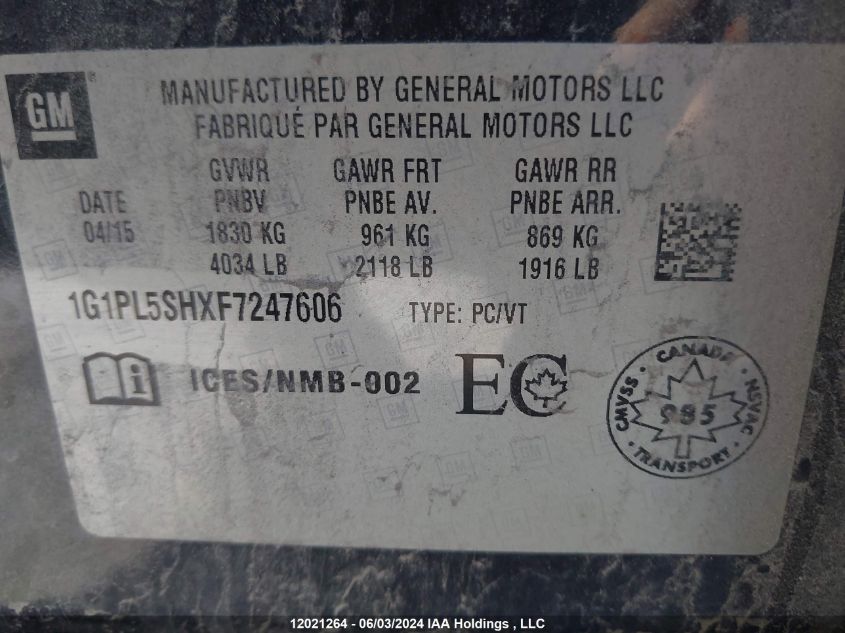 GM®
MANUFACTURED BY GENERAL MOTORS LLC
FABRIQUÉ PAR GENERAL MOTORS LLC
GVWR GAWR FRT GAWR RR
DATE PNBV PNBE AV. PNBE ARR.
04/15 1830 KG 961 KG 869 KG
4034 LB 2118 LB 1916 LB
1G1PL5SHXF7247606 TYPE: PC/VT
i ICES/NMB-002 EC
CMVSS · CANADA · NSVAC · TRANSPORT ·
985
12021264 - 06/03/2024 IAA Holdings , LLC